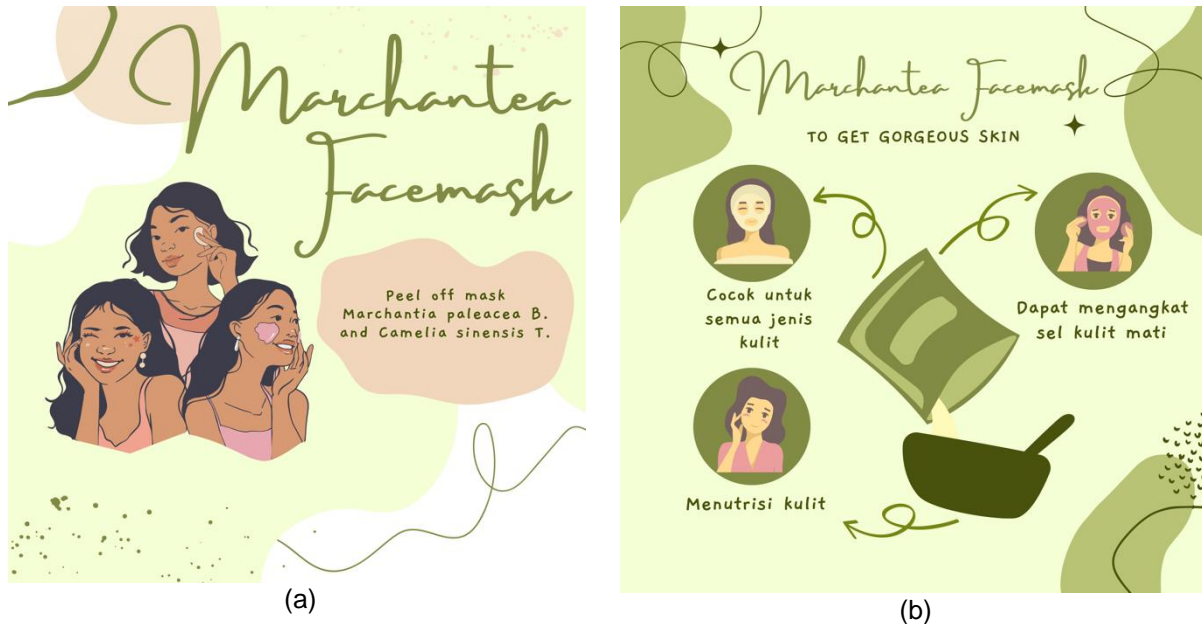 Marchantea
Facemask
Peel off mask
Marchantia paleacea B.
and Camelia sinensis T.
(a)
Marchantea Facemask
TO GET GORGEOUS SKIN
Cocok untuk
semua jenis
kulit
Dapat mengangkat
sel kulit mati
Menutrisi kulit
(b)